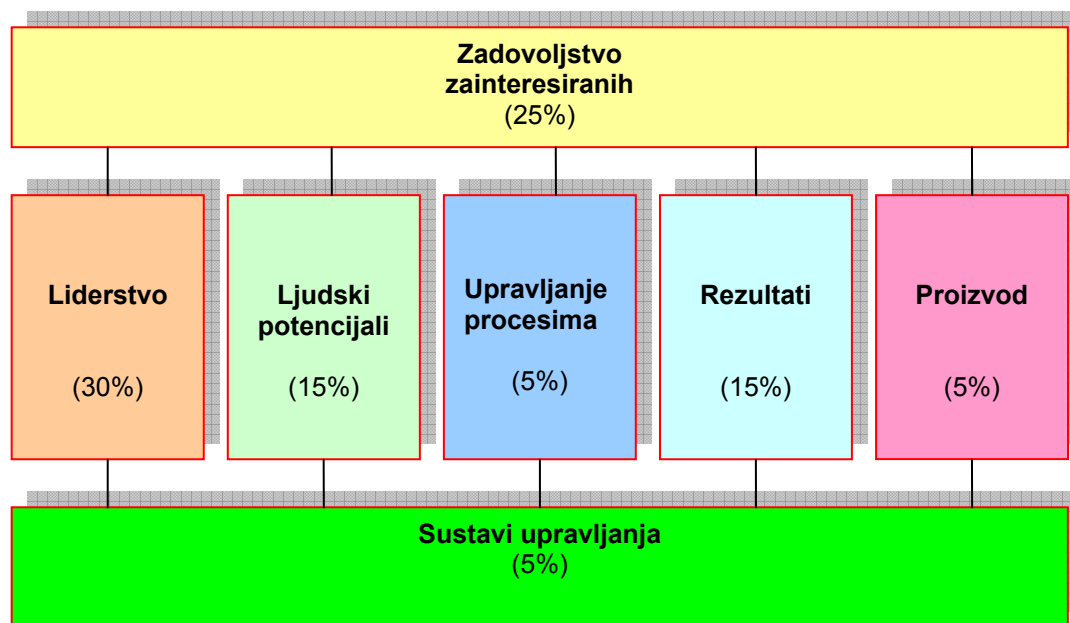 Zadovoljstvo
zainteresiranih
(25%)
Liderstvo
(30%)
Ljudski
potencijali
(15%)
Upravljanje
procesima
(5%)
Rezultati
(15%)
Proizvod
(5%)
Sustavi upravljanja
(5%)